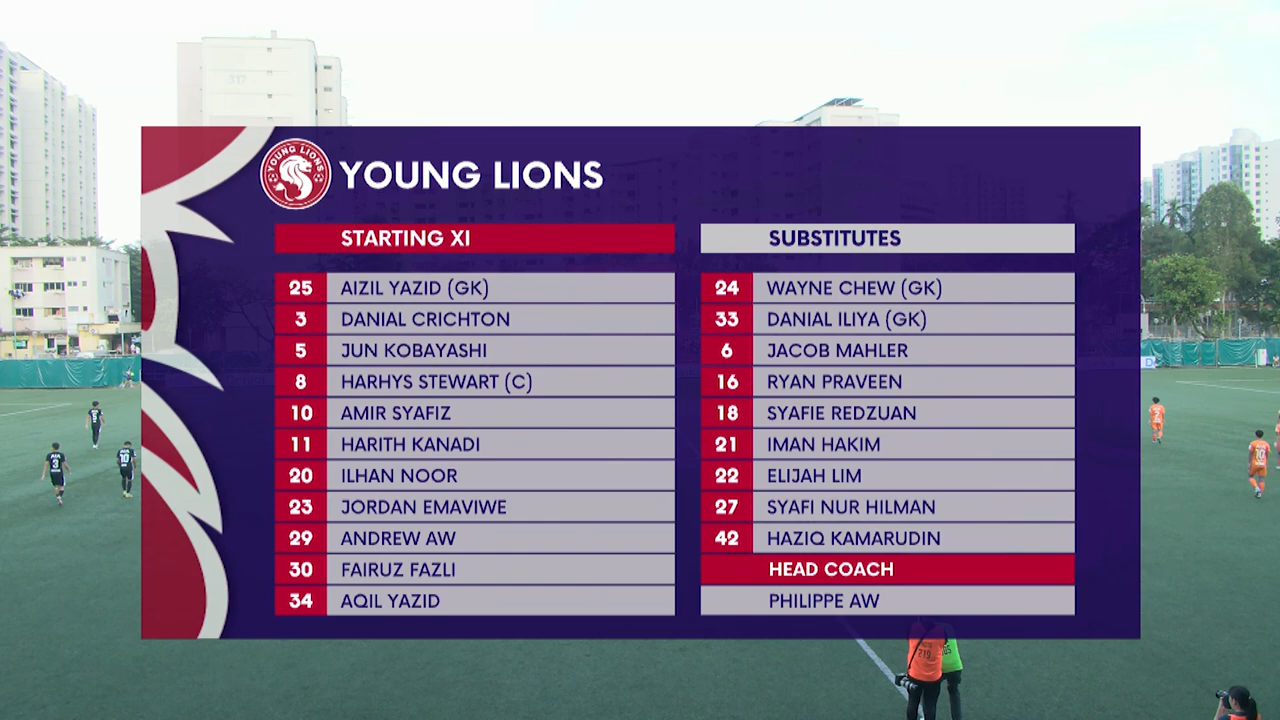 317
YOUNG LIONS
YOUNG LIONS
STARTING XI
25 AIZIL YAZID (GK)
3 DANIAL CRICHTON
5 JUN KOBAYASHI
8 HARHYS STEWART (C)
10 AMIR SYAFIZ
11 HARITH KANADI
20 ILHAN NOOR
23 JORDAN EMAVIWE
29 ANDREW AW
30 FAIRUZ FAZLI
34 AQIL YAZID
SUBSTITUTES
24 WAYNE CHEW (GK)
33 DANIAL ILIYA (GK)
6 JACOB MAHLER
16 RYAN PRAVEEN
18 SYAFIE REDZUAN
21 IMAN HAKIM
22 ELIJAH LIM
27 SYAFI NUR HILMAN
42 HAZIQ KAMARUDIN
HEAD COACH
PHILIPPE AW